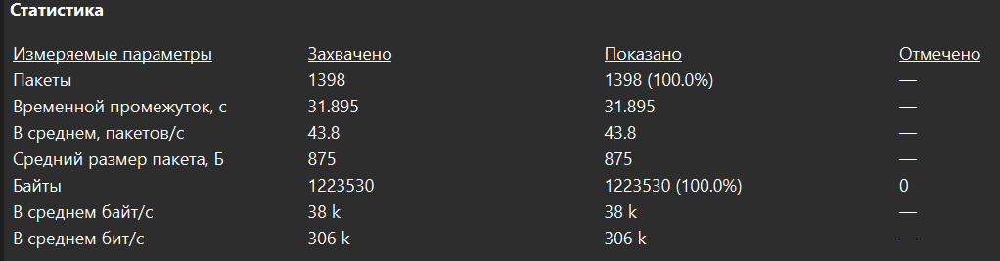 Статистика
Измеряемые параметры Захвачено Показано Отмечено
Пакеты 1398 1398 (100.0%) —
Временной промежуток, с 31.895 31.895 —
В среднем, пакетов/с 43.8 43.8 —
Средний размер пакета, Б 875 875 —
Байты 1223530 1223530 (100.0%) 0
В среднем байт/с 38 k 38 k —
В среднем бит/с 306 k 306 k —